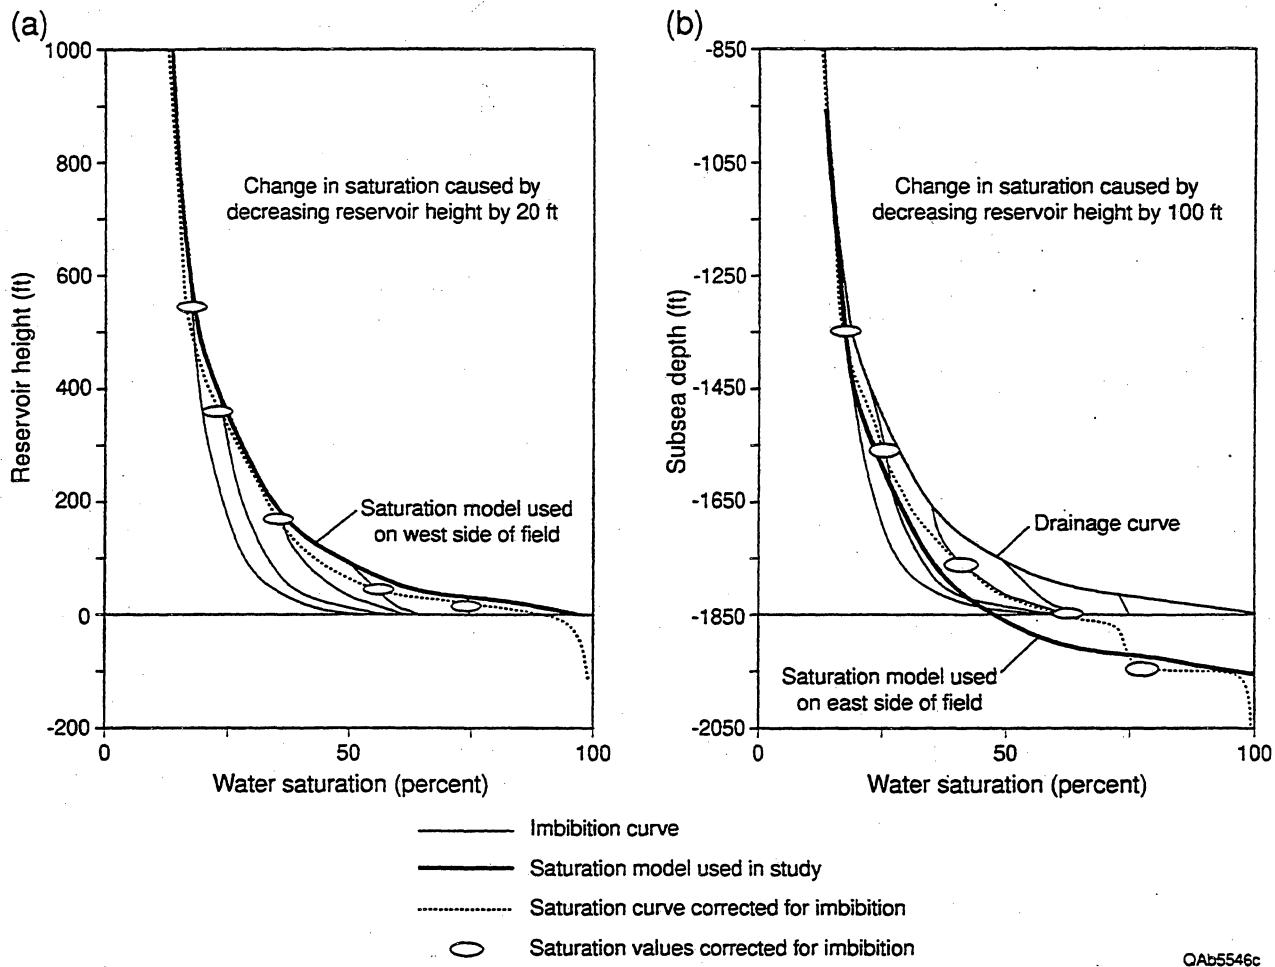 (a)
1000
800
600
400
200
0
-200
Reservoir height (ft)
Change in saturation caused by
decreasing reservoir height by 20 ft
Saturation model used
on west side of field
0
50
100
Water saturation (percent)
(b)
-850
-1050
-1250
-1450
-1650
-1850
-2050
Subsea depth (ft)
Change in saturation caused by
decreasing reservoir height by 100 ft
Drainage curve
Saturation model used
on east side of field
0
25
50
100
Water saturation (percent)
Imbibition curve
Saturation model used in study
Saturation curve corrected for imbibition
Saturation values corrected for imbibition
QAb5546c